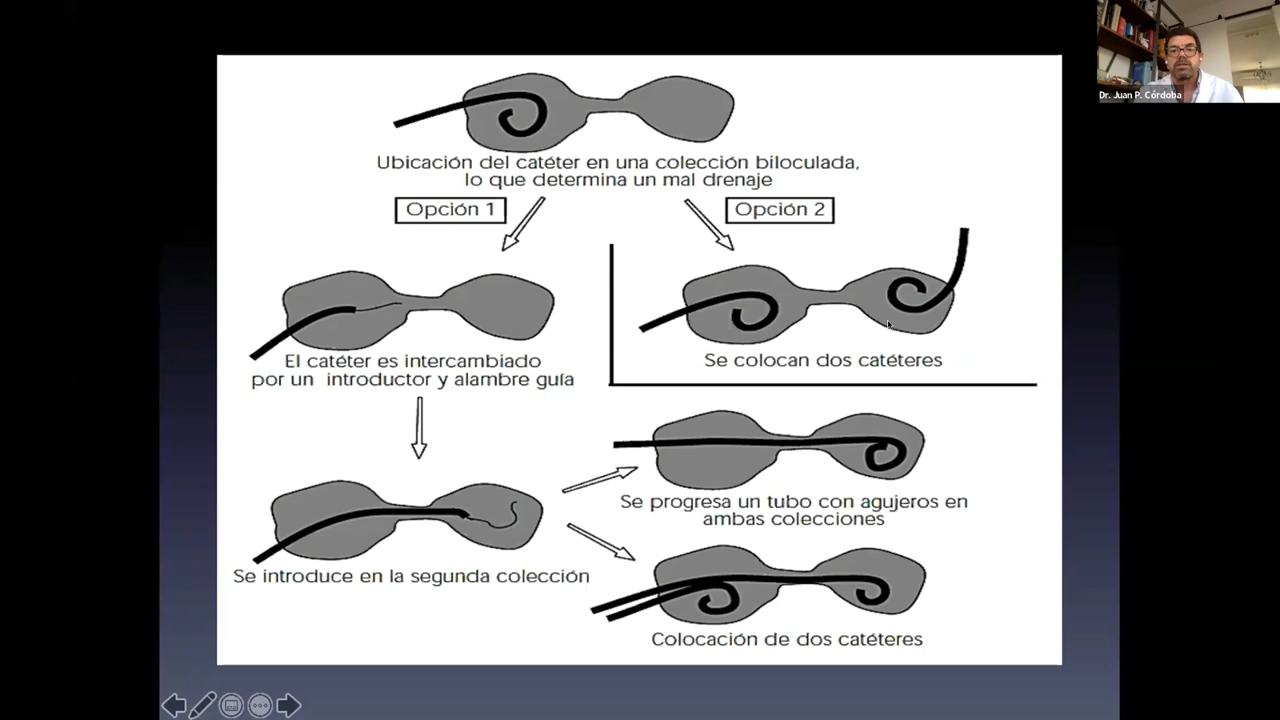 Dr. Juan P. Córdoba
Ubicación del catéter en una colección biloculada,
lo que determina un mal drenaje
Opción 1
Opción 2
El catéter es intercambiado
por un introductor y alambre guía
Se colocan dos catéteres
Se introduce en la segunda colección
Se progresa un tubo con agujeros en
ambas colecciones
Colocación de dos catéteres